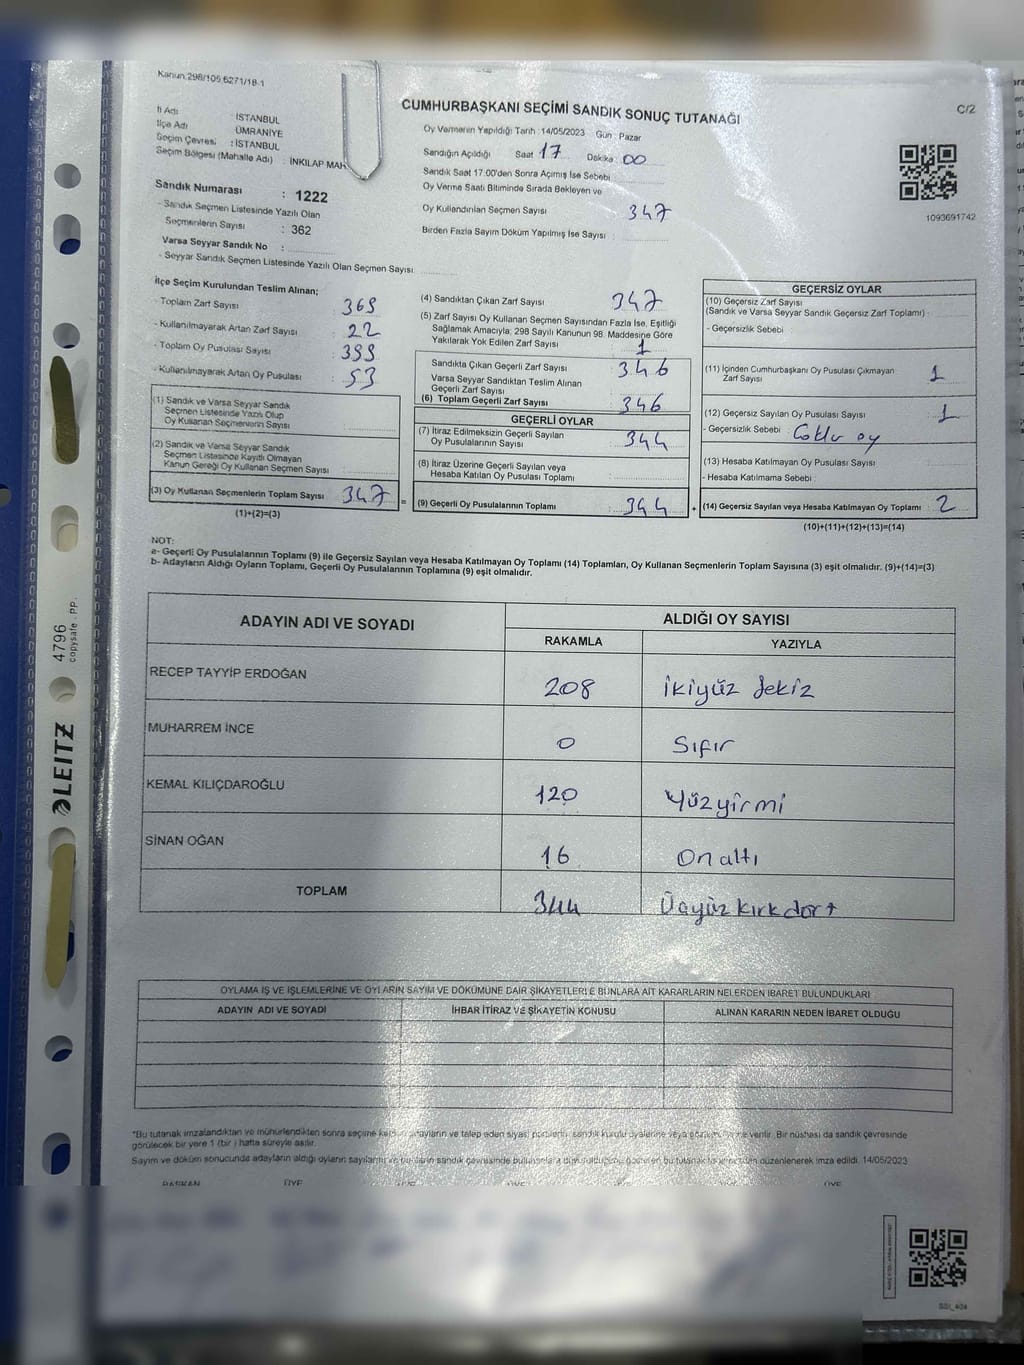 Kanun.298/105.6271/18-1
CUMHURBAŞKANI SEÇİMİ SANDIK SONUÇ TUTANAĞI
C/2
İl Adı : İSTANBUL
İlçe Adı : ÜMRANİYE
Seçim Çevresi : İSTANBUL
Seçim Bölgesi (Mahalle Adı) : İNKILAP MAH
Sandık Numarası : 1222
- Sandık Seçmen Listesinde Yazılı Olan
Seçmenlerin Sayısı : 362
Varsa Seyyar Sandık No :
- Seyyar Sandık Seçmen Listesinde Yazılı Olan Seçmen Sayısı
Oy Vermenin Yapıldığı Tarih :14/05/2023 Gün : Pazar
Sandığın Açıldığı Saat 17 Dakika : 00
Sandık Saat 17:00'den Sonra Açılmış İse Sebebi
Oy Verme Saati Bitiminde Sırada Bekleyen ve
Oy Kullandırılan Seçmen Sayısı 347
Birden Fazla Sayım Döküm Yapılmış İse Sayısı
1093691742
İlçe Seçim Kurulundan Teslim Alınan;
- Toplam Zarf Sayısı : 369
- Kullanılmayarak Artan Zarf Sayısı : 22
- Toplam Oy Pusulası Sayısı : 399
- Kullanılmayarak Artan Oy Pusulası : 53
(1) Sandık ve Varsa Seyyar Sandık
Seçmen Listesinde Yazılı Olup
Oy Kullanan Seçmenlerin Sayısı
(2) Sandık ve Varsa Seyyar Sandık
Seçmen Listesinde Kayıtlı Olmayan
Kanun Gereği Oy Kullanan Seçmen Sayısı
(3) Oy Kullanan Seçmenlerin Toplam Sayısı 347
(1)+(2)=(3)
(4) Sandıktan Çıkan Zarf Sayısı 347
(5) Zarf Sayısı Oy Kullanan Seçmen Sayısından Fazla İse, Eşitliği
Sağlamak Amacıyla; 298 Sayılı Kanunun 98. Maddesine Göre
Yakılarak Yok Edilen Zarf Sayısı : 1
Sandıkta Çıkan Geçerli Zarf Sayısı : 346
Varsa Seyyar Sandıktan Teslim Alınan
Geçerli Zarf Sayısı
(6) Toplam Geçerli Zarf Sayısı : 346
GEÇERLİ OYLAR
(7) İtiraz Edilmeksizin Geçerli Sayılan
Oy Pusulalarının Sayısı 344
(8) İtiraz Üzerine Geçerli Sayılan veya
Hesaba Katılan Oy Pusulası Toplamı
= (9) Geçerli Oy Pusulalarının Toplamı 344
GEÇERSİZ OYLAR
(10) Geçersiz Zarf Sayısı
(Sandık ve Varsa Seyyar Sandık Geçersiz Zarf Toplamı) :
- Geçersizlik Sebebi :
(11) İçinden Cumhurbaşkanı Oy Pusulası Çıkmayan
Zarf Sayısı 1
(12) Geçersiz Sayılan Oy Pusulası Sayısı : 1
- Geçersizlik Sebebi : Çoklu oy
(13) Hesaba Katılmayan Oy Pusulası Sayısı :
- Hesaba Katılmama Sebebi :
+ (14) Geçersiz Sayılan veya Hesaba Katılmayan Oy Toplamı : 2
(10)+(11)+(12)+(13)=(14)
NOT:
a- Geçerli Oy Pusulalarının Toplamı (9) ile Geçersiz Sayılan veya Hesaba Katılmayan Oy Toplamı (14) Toplamları, Oy Kullanan Seçmenlerin Toplam Sayısına (3) eşit olmalıdır. (9)+(14)=(3)
b- Adayların Aldığı Oyların Toplamı, Geçerli Oy Pusulalarının Toplamına (9) eşit olmalıdır.
ADAYIN ADI VE SOYADI
ALDIĞI OY SAYISI
RAKAMLA YAZIYLA
RECEP TAYYİP ERDOĞAN 208 ikiyüz sekiz
MUHARREM İNCE 0 Sıfır
KEMAL KILIÇDAROĞLU 120 Yüzyirmi
SİNAN OĞAN 16 Onaltı
TOPLAM 344 Üçyüzkırkdört
OYLAMA İŞ VE İŞLEMLERİNE VE OYLARIN SAYIM VE DÖKÜMÜNE DAİR ŞİKAYETLERLE BUNLARA AİT KARARLARIN NELERDEN İBARET BULUNDUKLARI
ADAYIN ADI VE SOYADI İHBAR İTİRAZ VE ŞİKAYETİN KONUSU ALINAN KARARIN NEDEN İBARET OLDUĞU
*Bu tutanak imzalandıktan ve mühürlendikten sonra seçime katılan adayların ve talep eden siyasi partilerin sandık kurulu üyelerine veya verilir. Bir nüshası da sandık çevresinde
görülecek bir yere 1 (bir) hafta süreyle asılır.
Sayım ve döküm sonucunda adayların aldığı oyların sayıları sandık çevresinde bu tutanak düzenlenerek imza edildi. 14/05/2023
BAŞKAN ÜYE ÜYE ÜYE
4796
copysafe . PP.
LEITZ